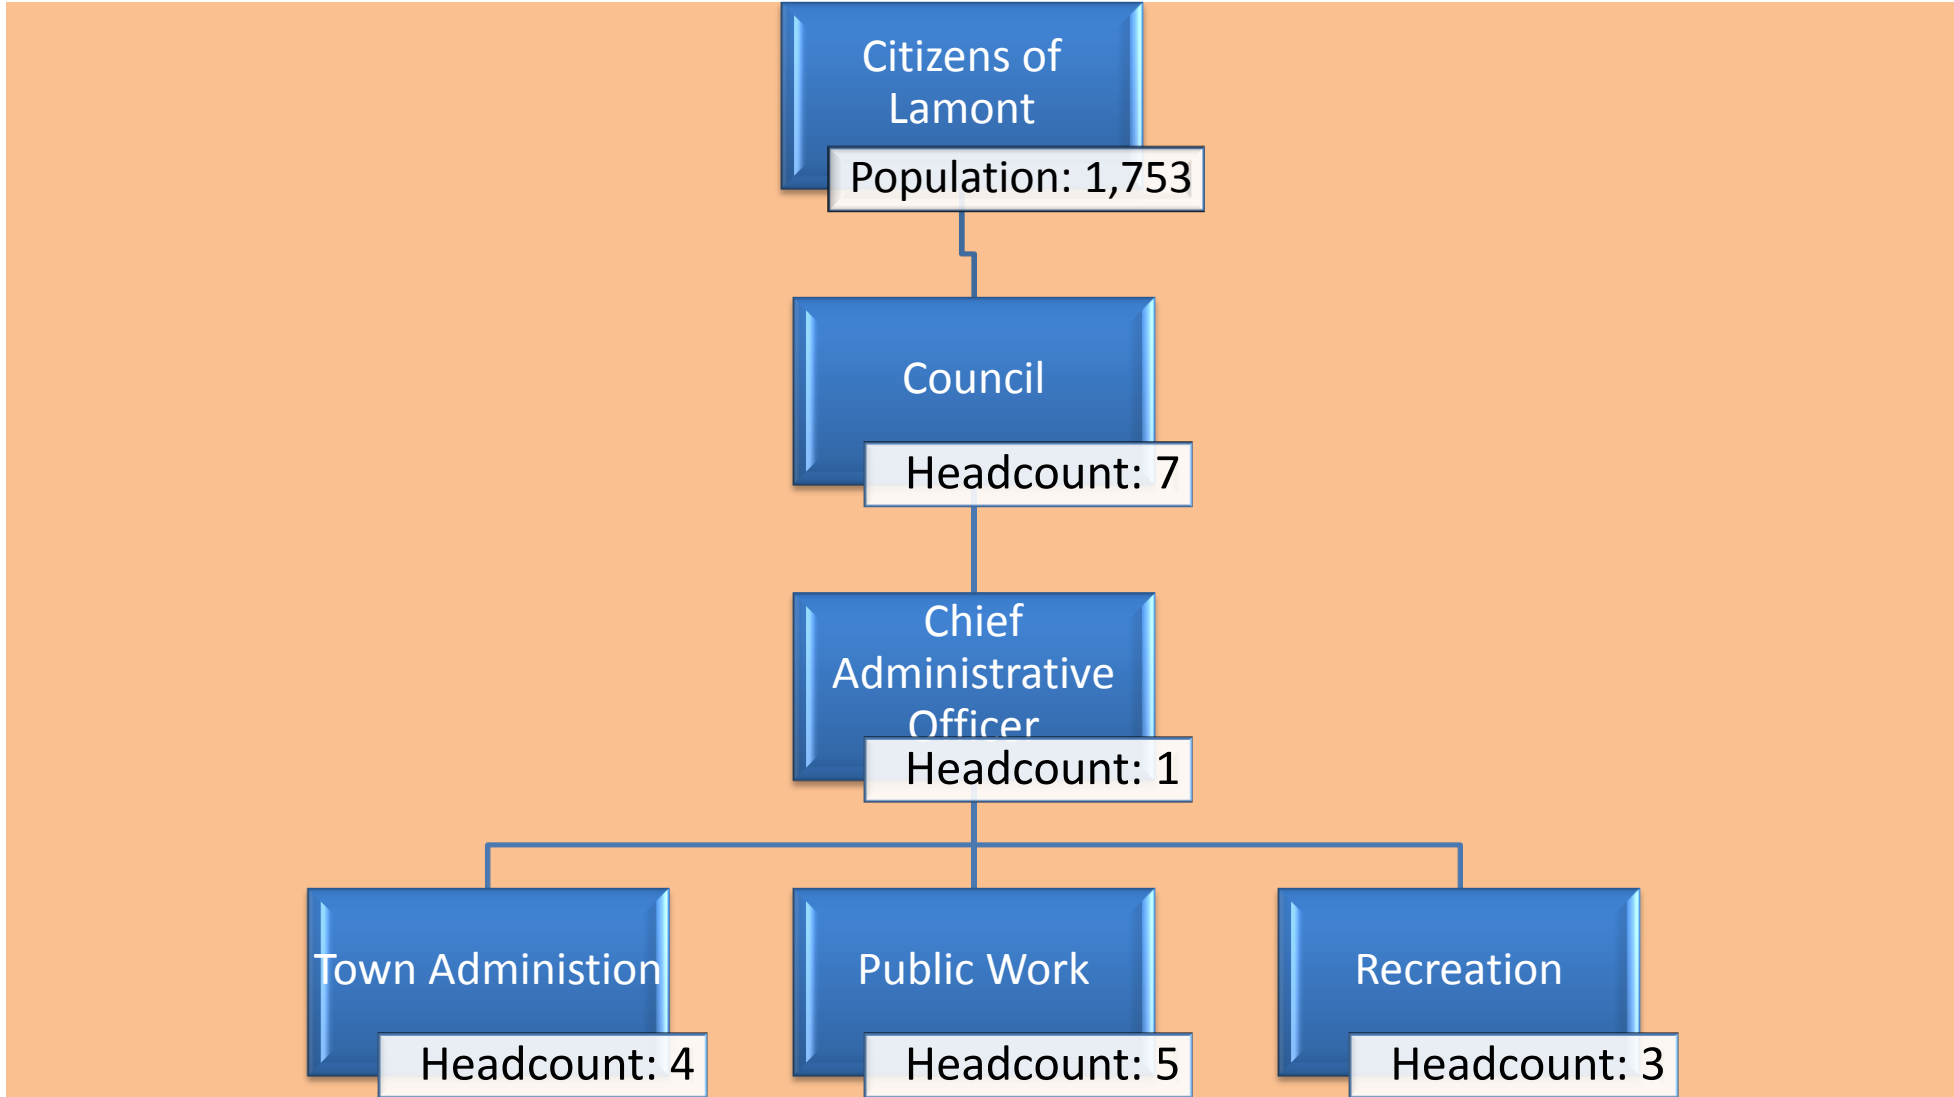 Citizens of
Lamont
Population: 1,753
Council
Headcount: 7
Chief
Administrative
Officer
Headcount: 1
Town Administion
Headcount: 4
Public Work
Headcount: 5
Recreation
Headcount: 3